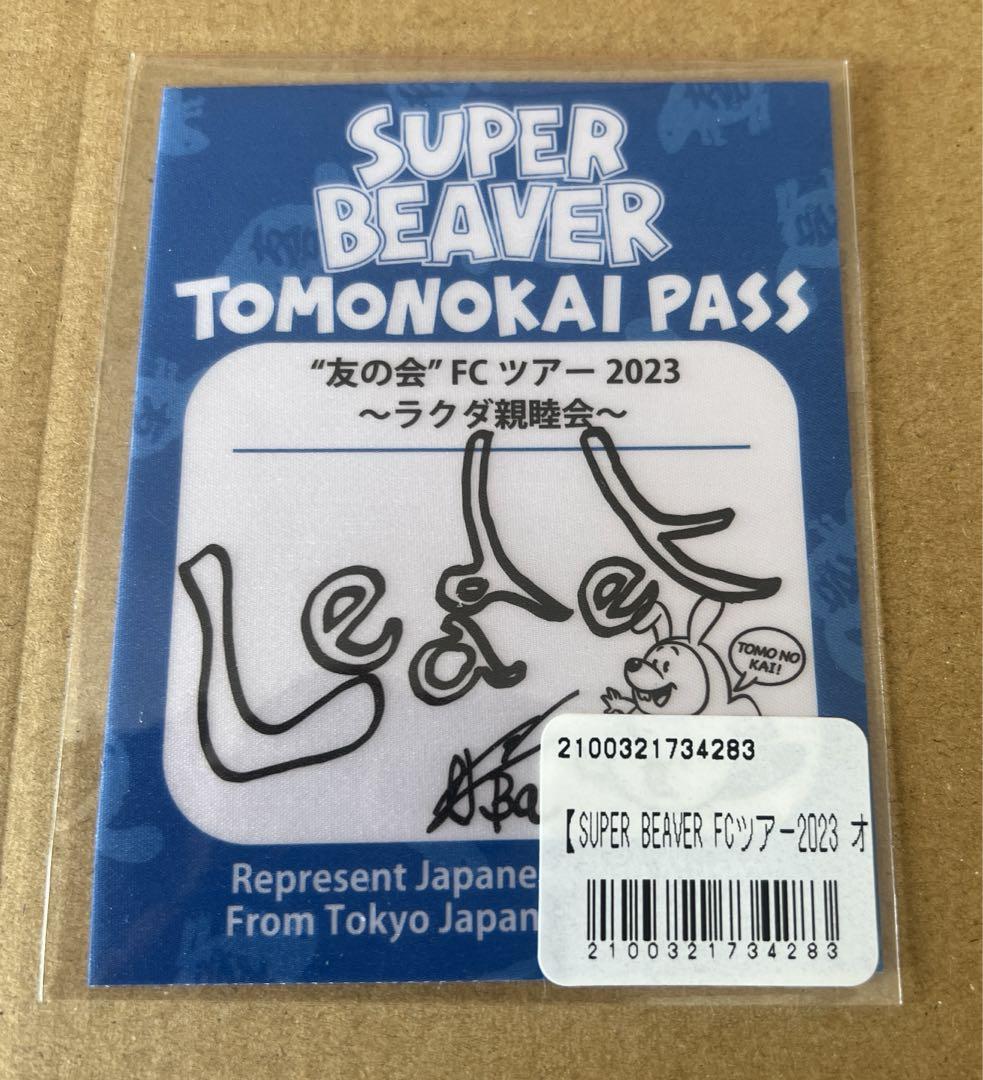 SUPER
BEAVER
TOMONOKAI PASS
“友の会” FC ツアー 2023
～ラクダ親睦会～
TOMO NO
KAI!
2100321734283
【SUPER BEAVER FCツアー2023 オ
2100321734283
Represent Japane
From Tokyo Japan